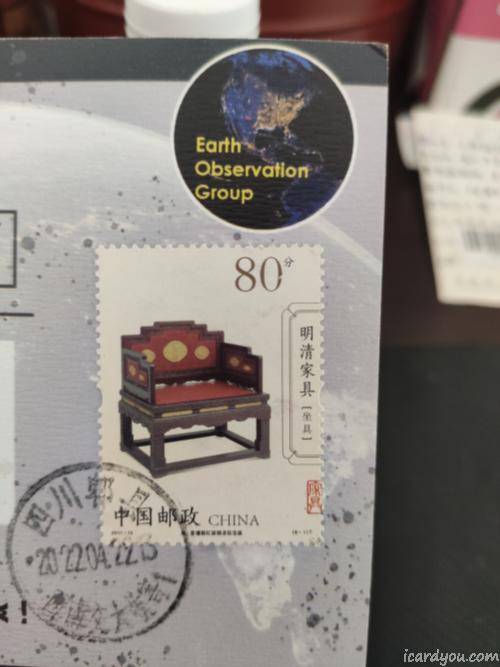 Earth
Observation
Group
80分
明清家具【坐具】
中国邮政 CHINA
四川郫
2022.04.22.13
!
icardyou.com